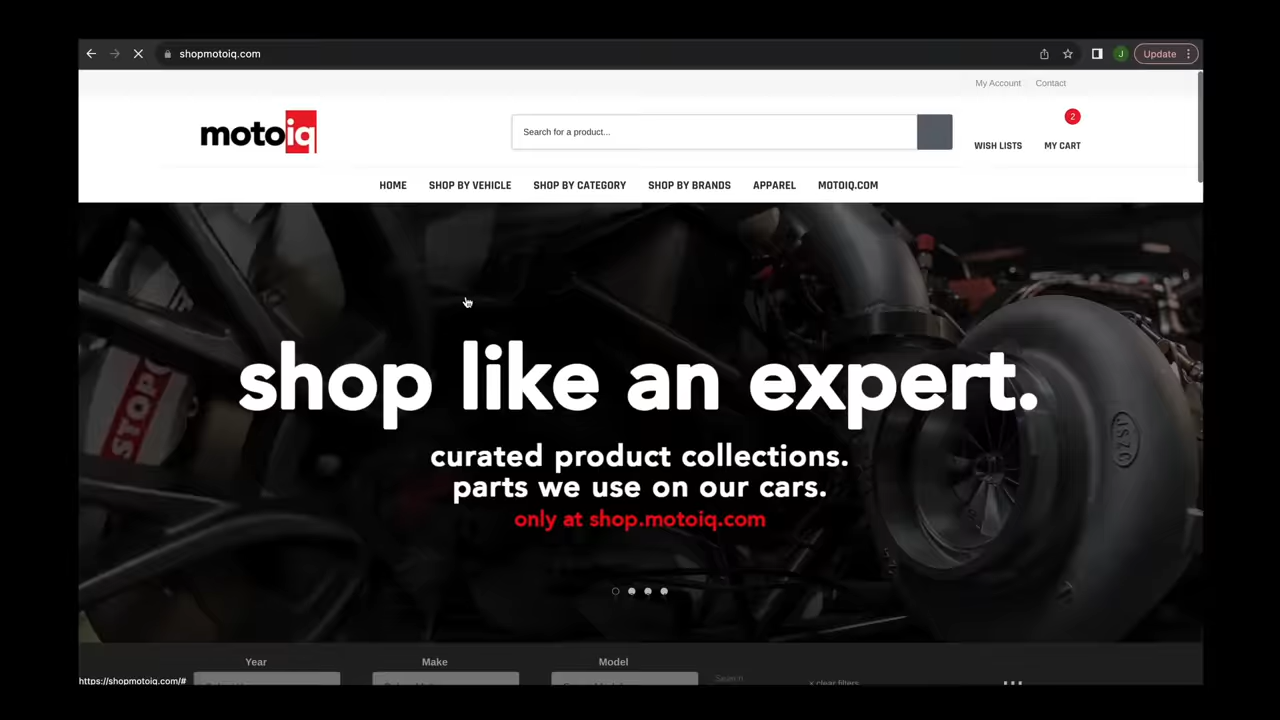 shopmotoiq.com
J
Update
My Account
Contact
motoiq
Search for a product...
2
WISH LISTS
MY CART
HOME
SHOP BY VEHICLE
SHOP BY CATEGORY
SHOP BY BRANDS
APPAREL
MOTOIQ.COM
shop like an expert.
curated product collections.
parts we use on our cars.
only at shop.motoiq.com
STOP
Year
Make
Model
x clear filters
https://shopmotoiq.com/#